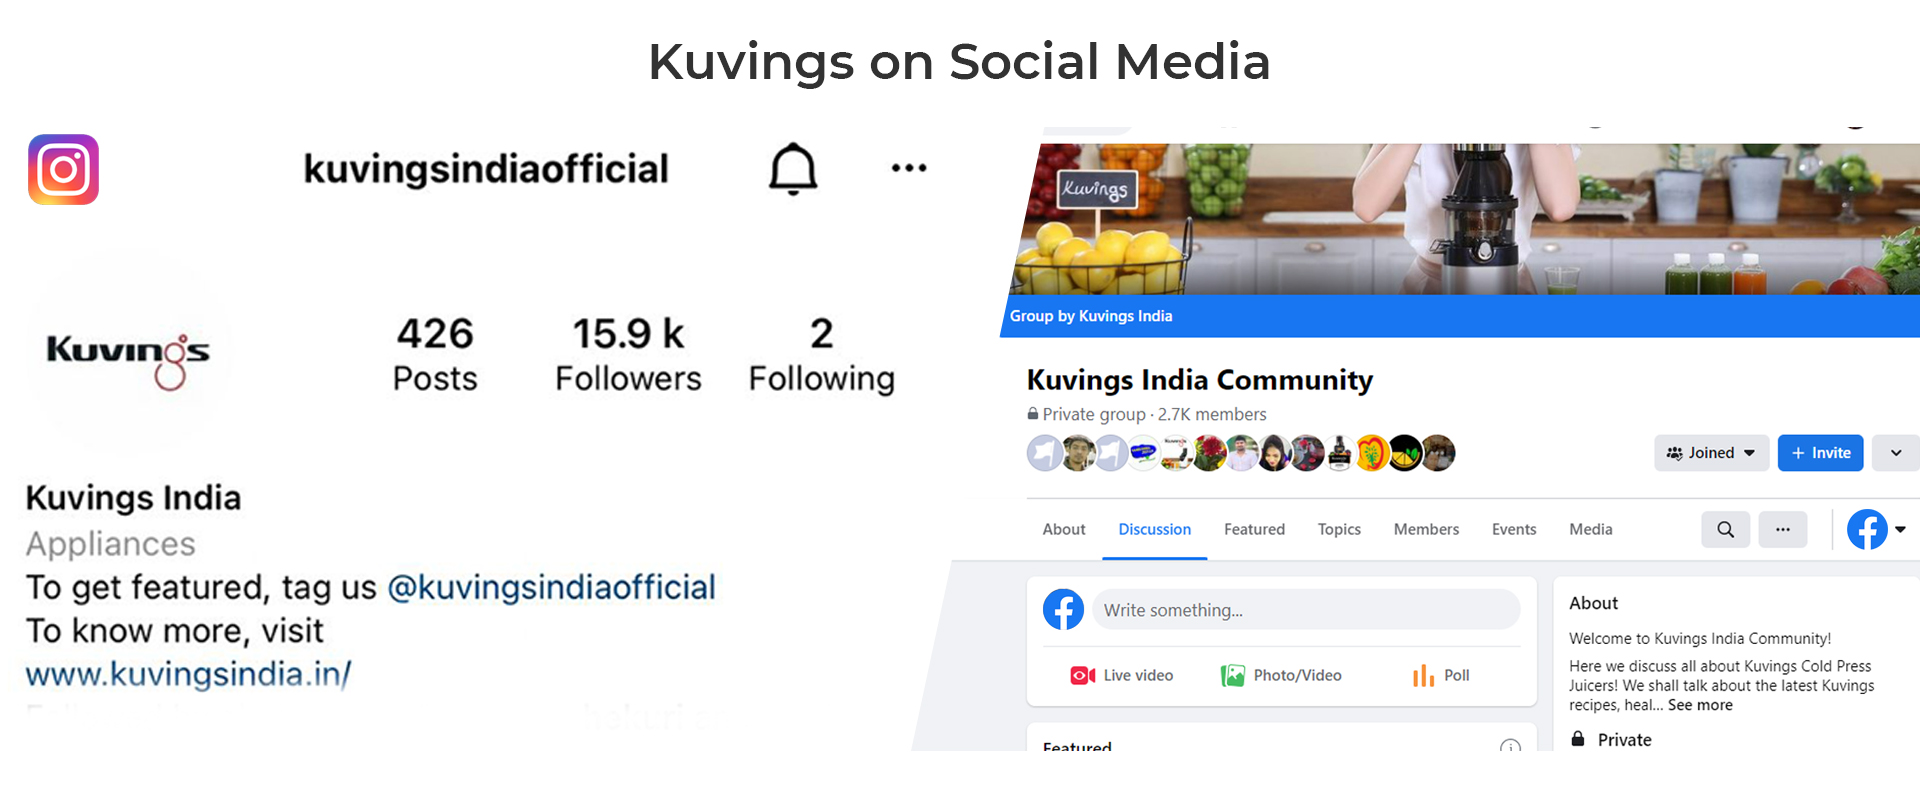 Kuvings on Social Media
kuvingsindiaofficial
Kuvings
426
Posts
15.9 k
Followers
2
Following
Kuvings India
Appliances
To get featured, tag us @kuvingsindiaofficial
To know more, visit
www.kuvingsindia.in/
Kuvings
Group by Kuvings India
Kuvings India Community
Private group · 2.7K members
Joined
+ Invite
About Discussion Featured Topics Members Events Media
Write something...
Live video Photo/Video Poll
Featured
About
Welcome to Kuvings India Community!
Here we discuss all about Kuvings Cold Press
Juicers! We shall talk about the latest Kuvings
recipes, heal... See more
Private